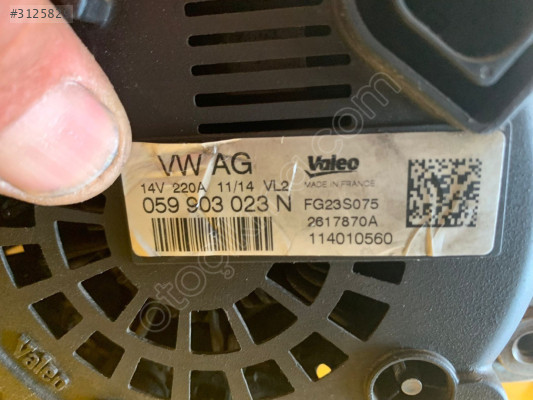 #312582
VW AG
14V 220A 11/14 VL2
059 903 023 N
Valeo
MADE IN FRANCE
FG23S075
2617870A
114010560
Valeo